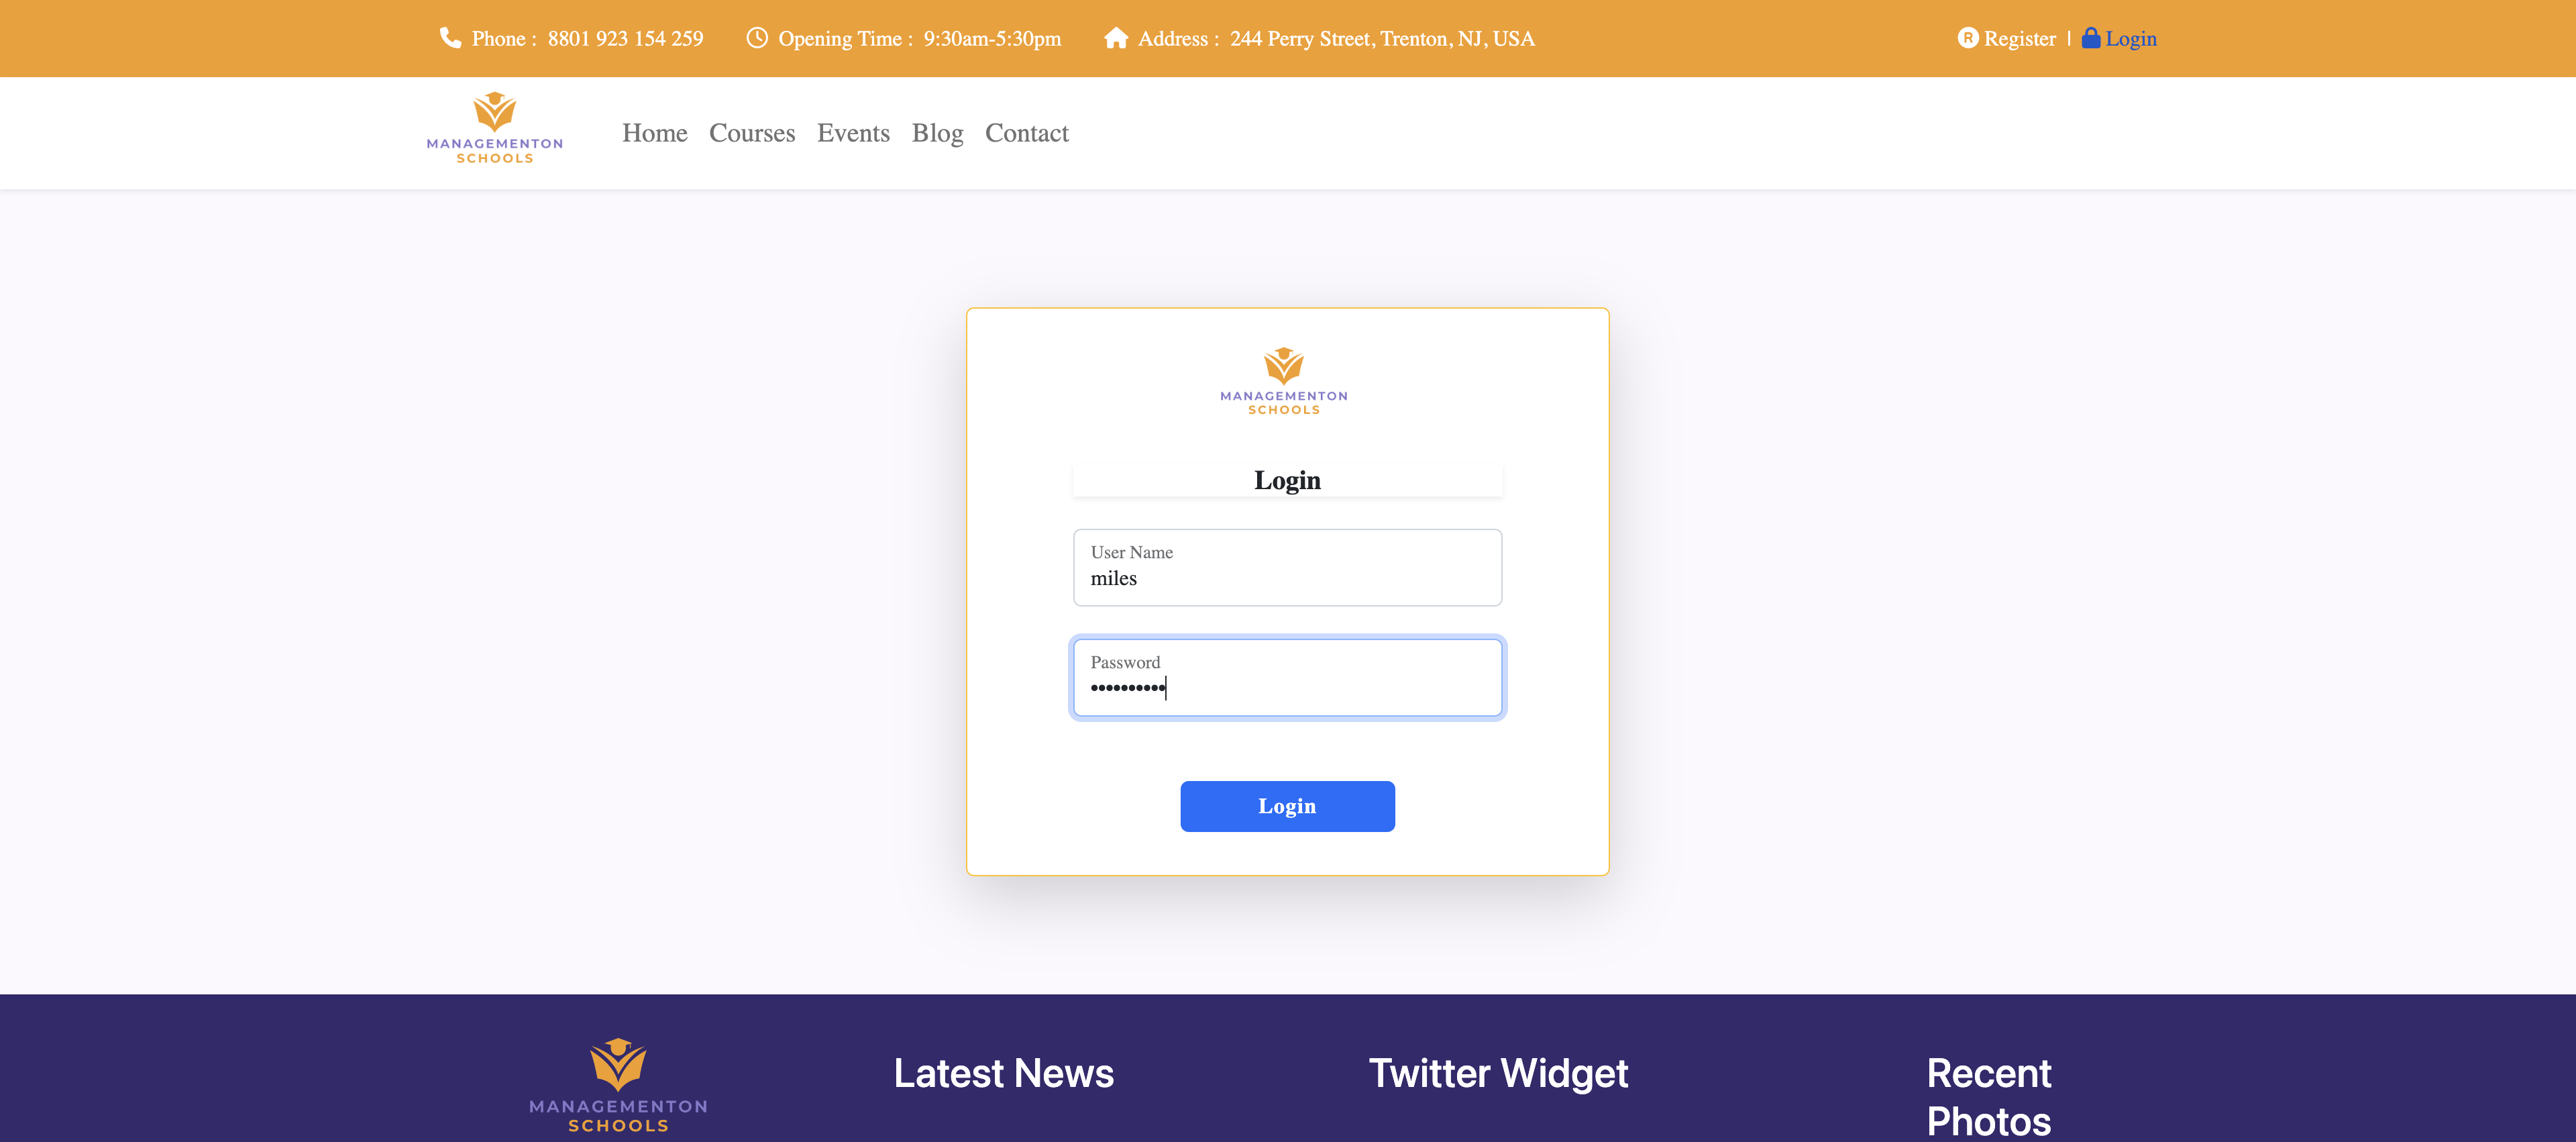 Phone : 8801 923 154 259 Opening Time : 9:30am-5:30pm Address : 244 Perry Street, Trenton, NJ, USA Register | Login
MANAGEMENTON
SCHOOLS
Home Courses Events Blog Contact
MANAGEMENTON
SCHOOLS
Login
User Name
miles
Password
••••••••••
Login
MANAGEMENTON
SCHOOLS
Latest News
Twitter Widget
Recent
Photos